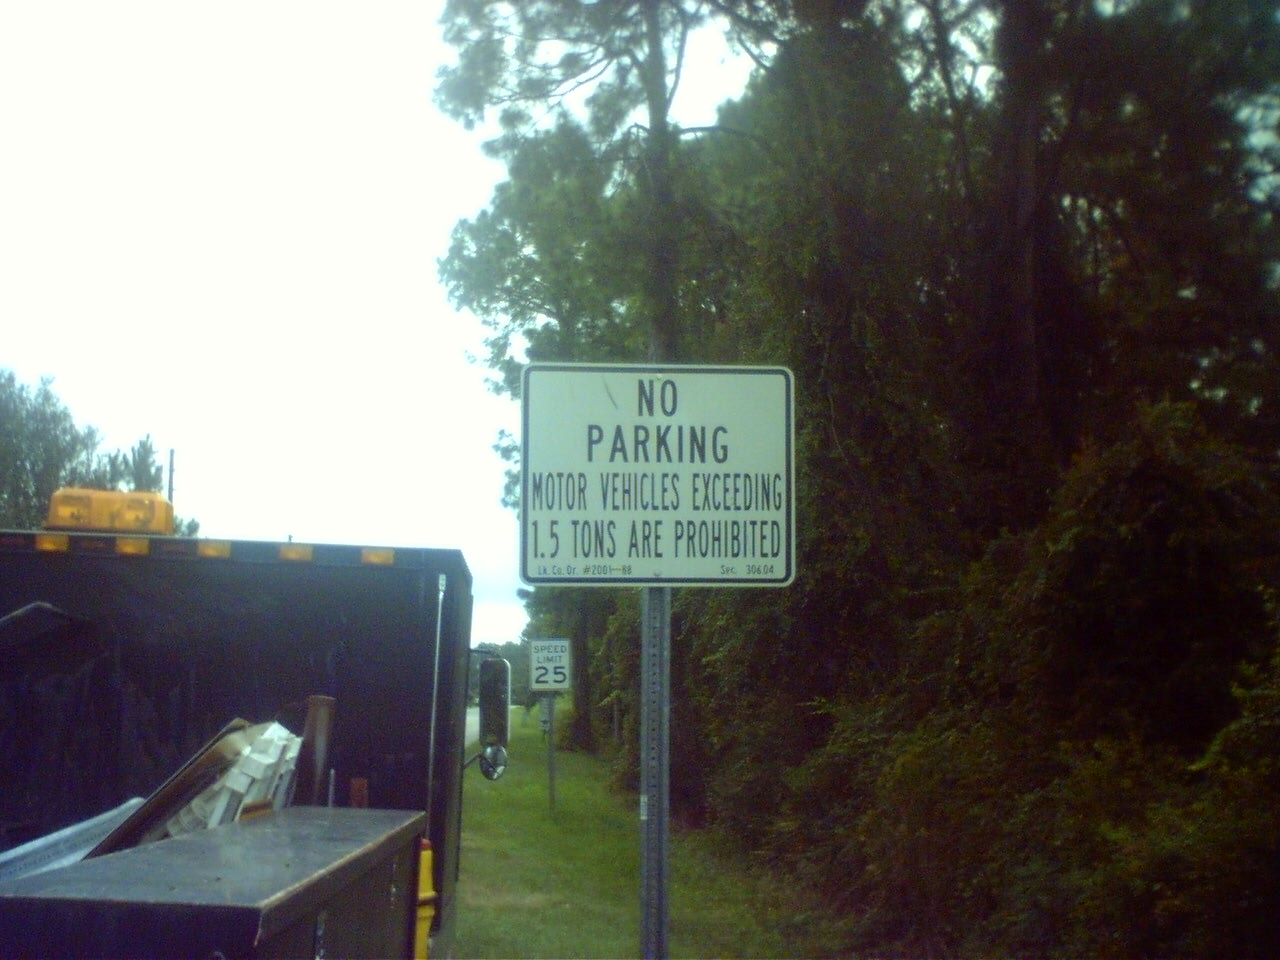 NO
PARKING
MOTOR VEHICLES EXCEEDING
1.5 TONS ARE PROHIBITED
Lk. Co. Or. #2001-88 Sec. 306.04
SPEED
LIMIT
25